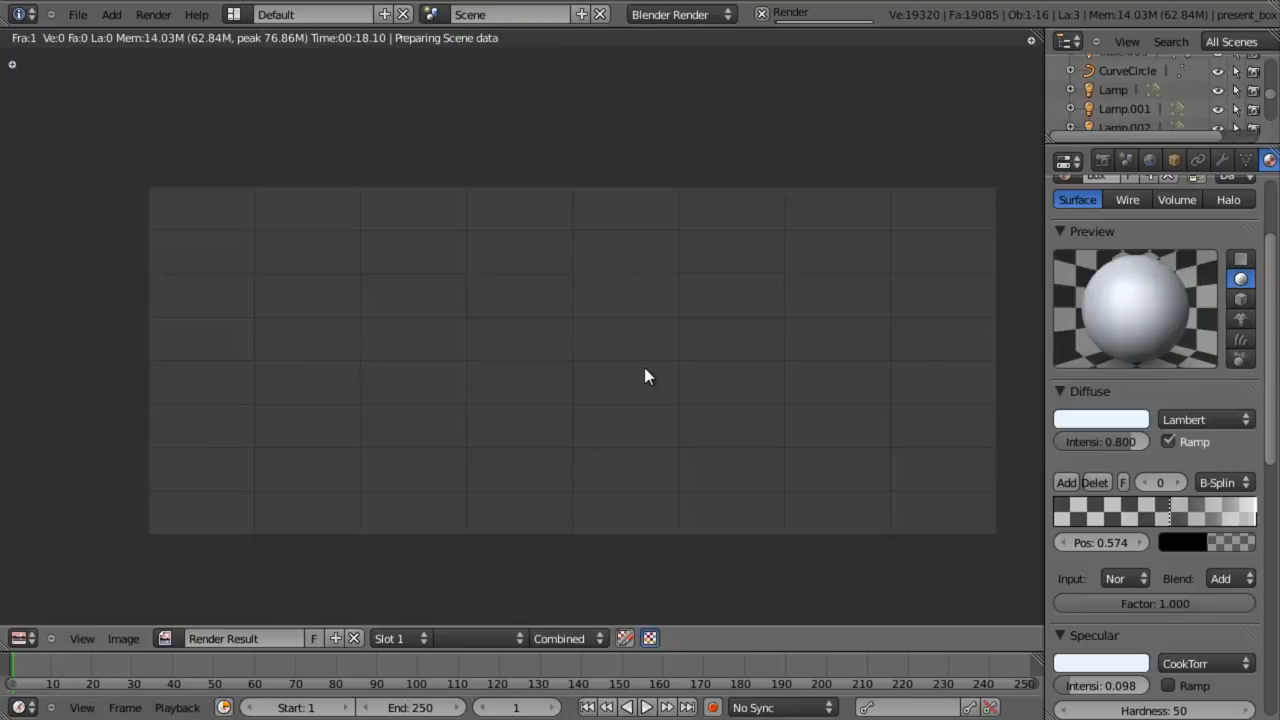 File Add Render Help Default Scene Blender Render Render Ve:19320 | Fa:19085 | Ob:1-16 | La:3 | Mem:14.03M (62.84M) | present_box
Fra:1 Ve:0 Fa:0 La:0 Mem:14.03M (62.84M, peak 76.86M) Time:00:18.10 | Preparing Scene data
View Search All Scenes
CurveCircle
Lamp
Lamp.001
Lamp.002
Surface Wire Volume Halo
Preview
Diffuse
Lambert
Intensi: 0.800 Ramp
Add Delet F 0 B-Splin
Pos: 0.574
Input: Nor Blend: Add
Factor: 1.000
Specular
CookTorr
Intensi: 0.098 Ramp
Hardness: 50
View Image Render Result F Slot 1 Combined
10 20 30 40 50 60 70 80 90 100 110 120 130 140 150 160 170 180 190 200 210 220 230 240 250
View Frame Playback Start: 1 End: 250 1 No Sync